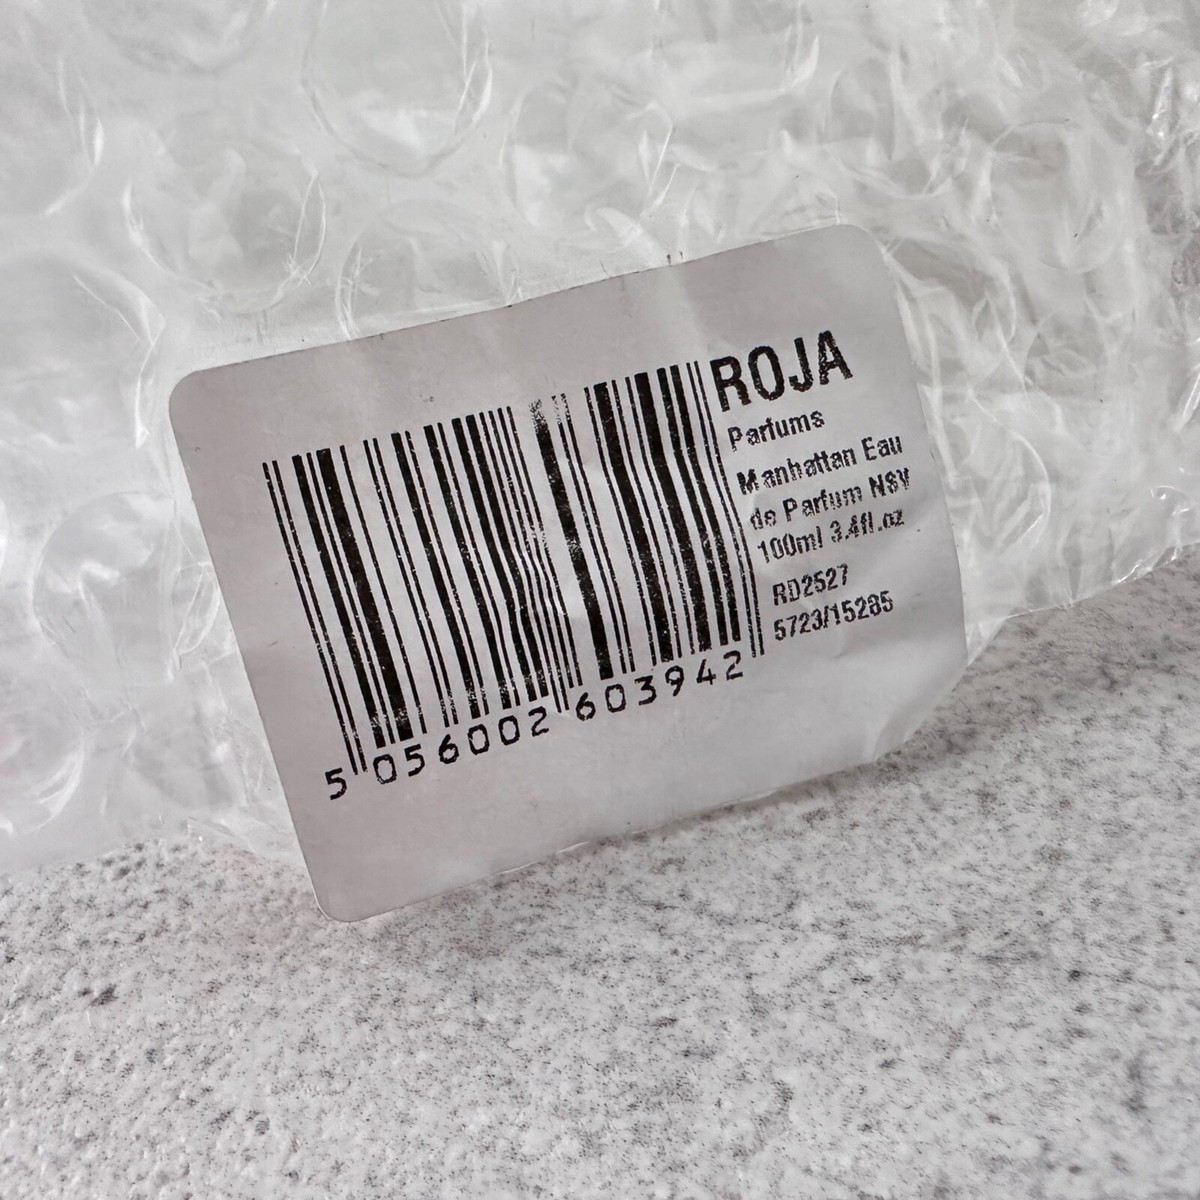 ROJA
Parfums
Manhattan Eau
de Parfum NSV
100ml 3.4fl.oz
RD2527
5723/15285
5 056002 603942